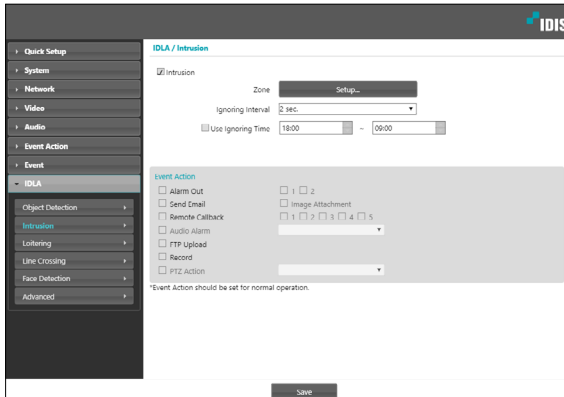 IDIS
Quick Setup
System
Network
Video
Audio
Event Action
Event
IDLA
Object Detection
Intrusion
Loitering
Line Crossing
Face Detection
Advanced
IDLA / Intrusion
Intrusion
Zone Setup...
Ignoring Interval 2 sec.
Use Ignoring Time 18:00 ~ 09:00
Event Action
Alarm Out 1 2
Send Email Image Attachment
Remote Callback 1 2 3 4 5
Audio Alarm
FTP Upload
Record
PTZ Action
*Event Action should be set for normal operation.
Save